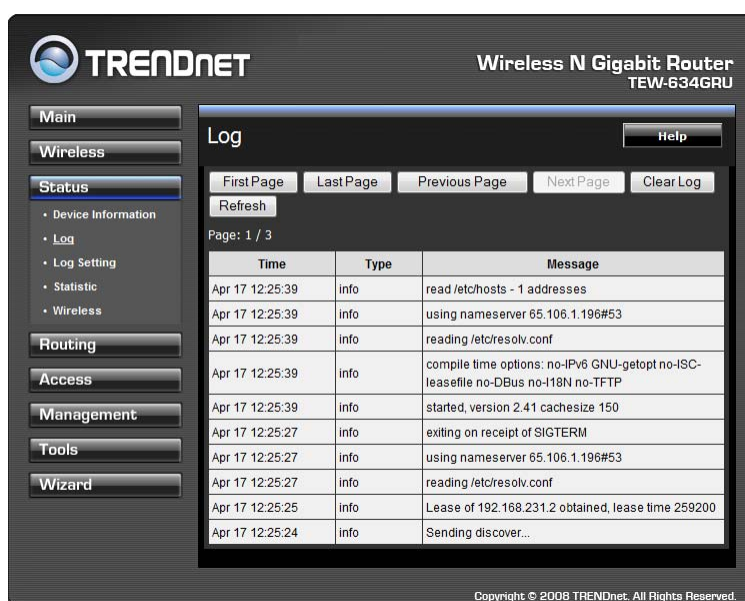 TRENDNET
Wireless N Gigabit Router
TEW-634GRU
Main
Wireless
Status
• Device Information
• Log
• Log Setting
• Statistic
• Wireless
Routing
Access
Management
Tools
Wizard
Log
Help
First Page Last Page Previous Page Next Page Clear Log
Refresh
Page: 1 / 3
Time Type Message
Apr 17 12:25:39 info read /etc/hosts - 1 addresses
Apr 17 12:25:39 info using nameserver 65.106.1.196#53
Apr 17 12:25:39 info reading /etc/resolv.conf
Apr 17 12:25:39 info compile time options: no-IPv6 GNU-getopt no-ISC-
leasefile no-DBus no-I18N no-TFTP
Apr 17 12:25:39 info started, version 2.41 cachesize 150
Apr 17 12:25:27 info exiting on receipt of SIGTERM
Apr 17 12:25:27 info using nameserver 65.106.1.196#53
Apr 17 12:25:27 info reading /etc/resolv.conf
Apr 17 12:25:25 info Lease of 192.168.231.2 obtained, lease time 259200
Apr 17 12:25:24 info Sending discover...
Copyright © 2008 TRENDnet. All Rights Reserved.